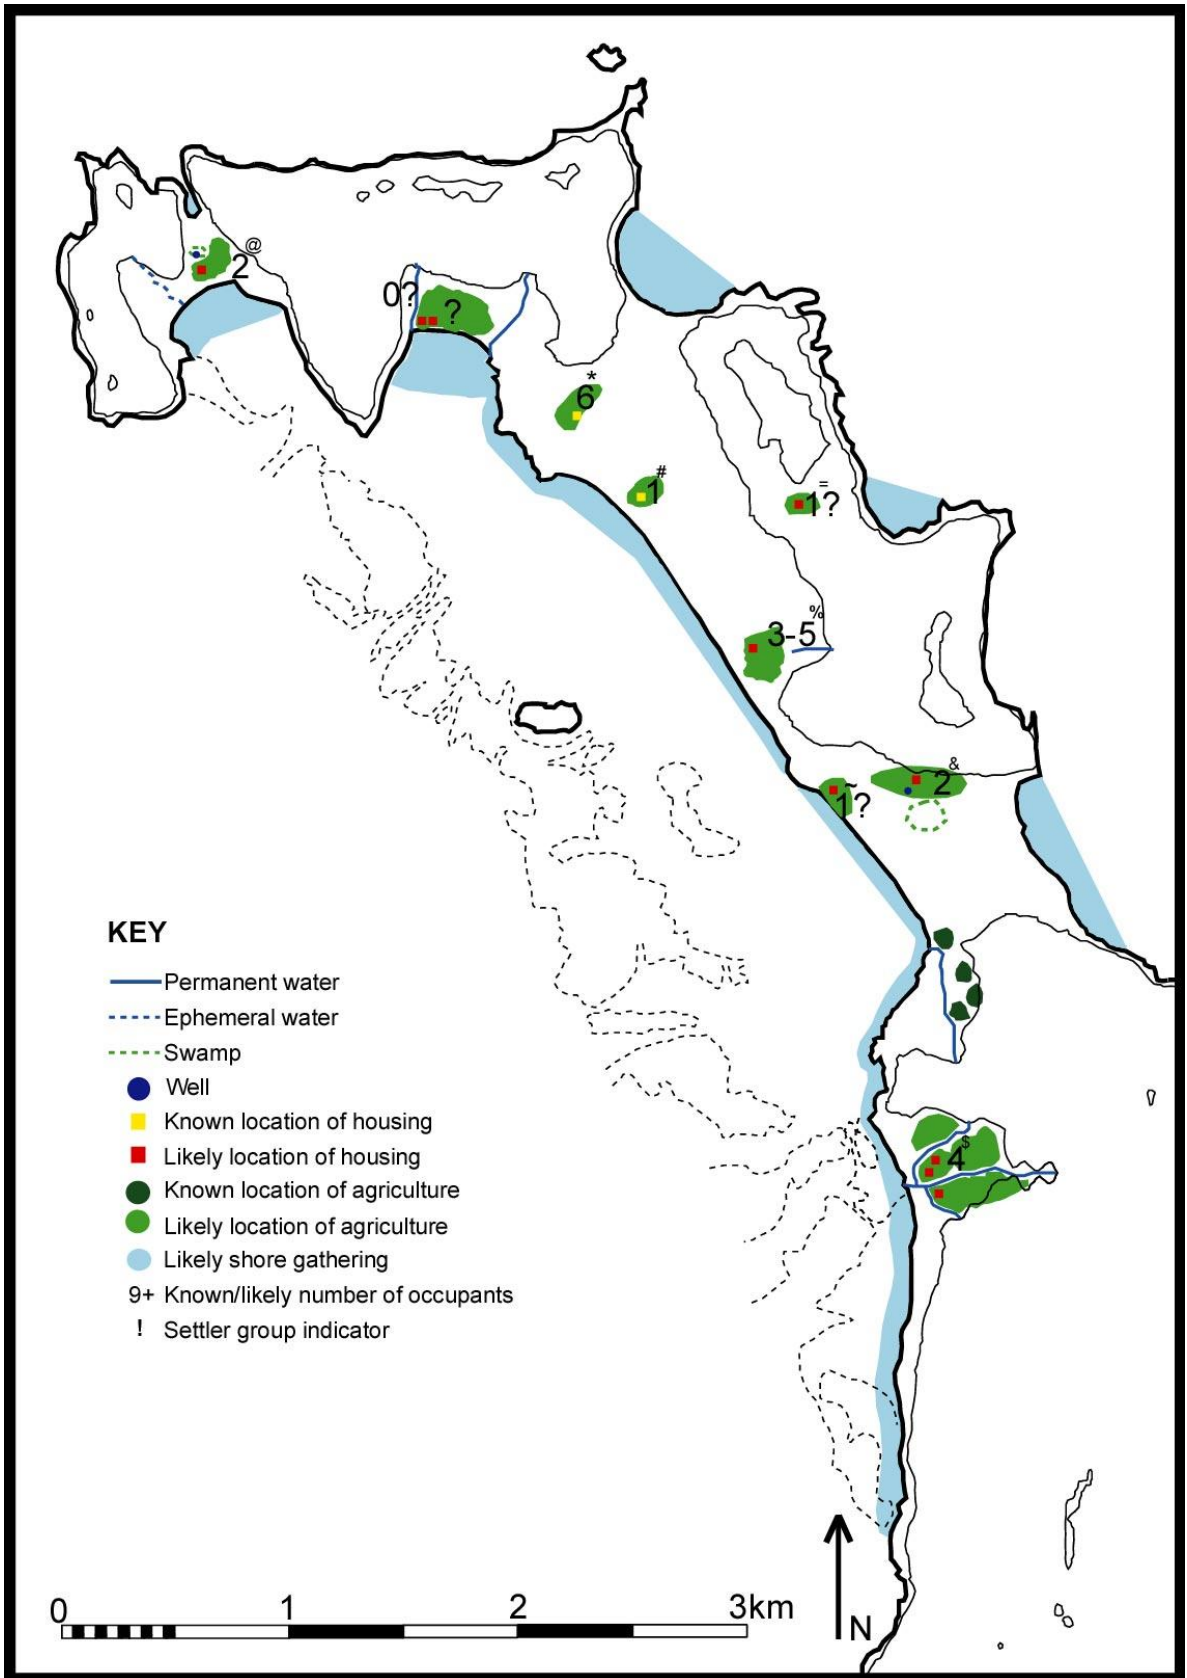 @
2
0?
?
*
6
#
1
=
1?
%
3-5
&
2
~
1?
KEY
Permanent water
Ephemeral water
Swamp
Well
Known location of housing
Likely location of housing
Known location of agriculture
Likely location of agriculture
Likely shore gathering
9+ Known/likely number of occupants
! Settler group indicator
$
4
0 1 2 3km
N